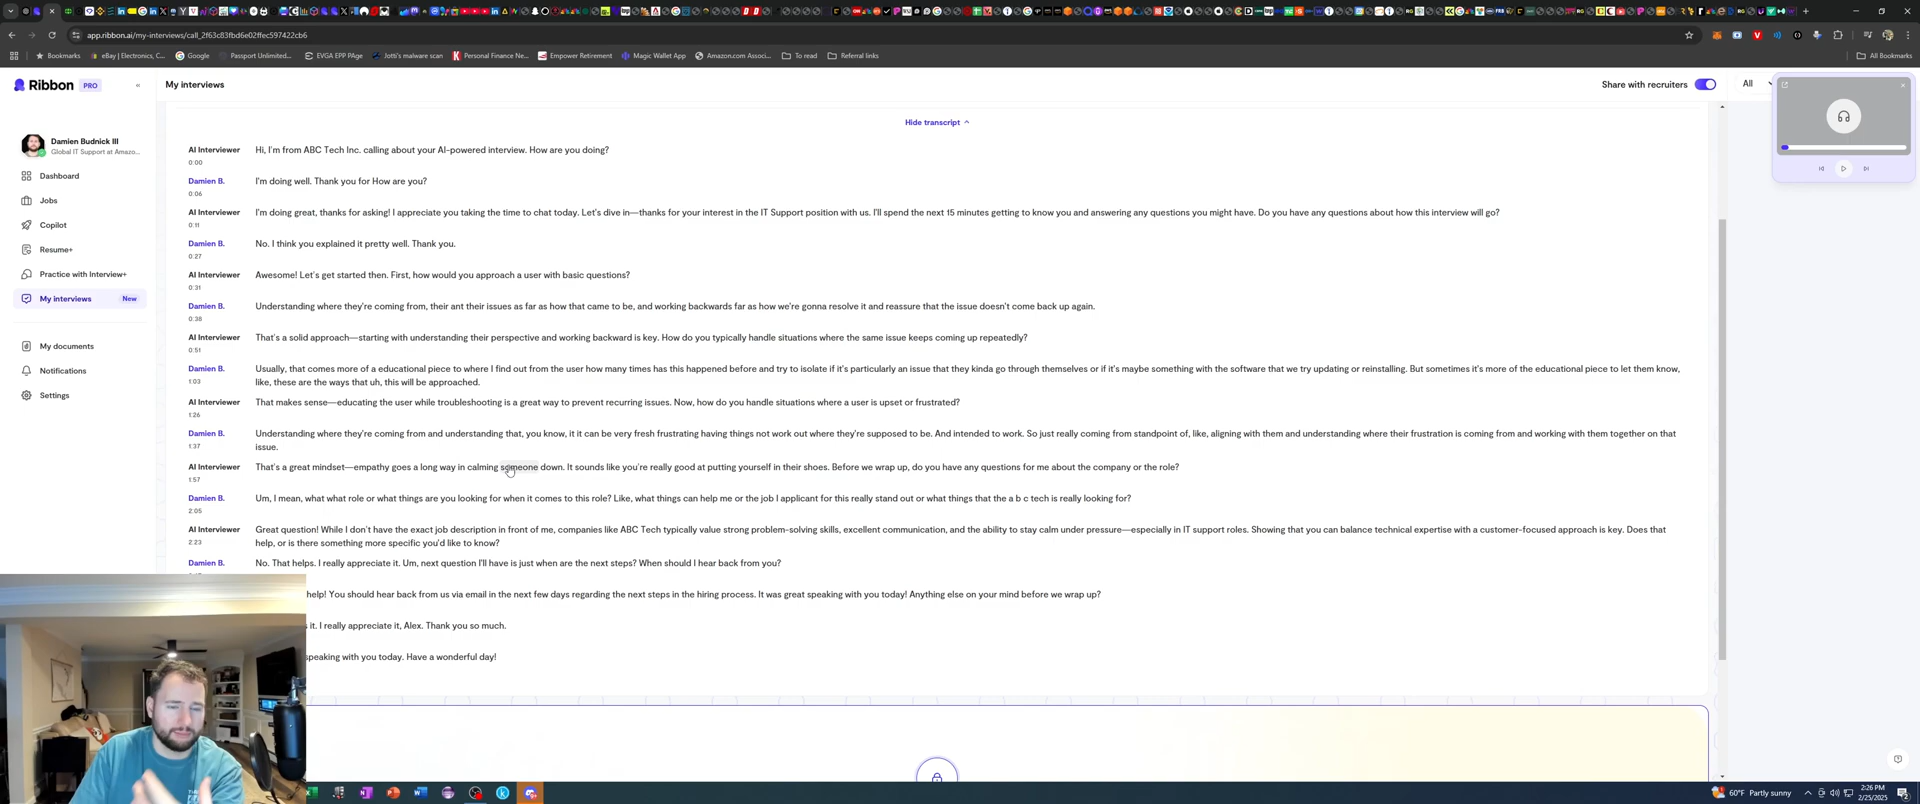 app.ribbon.ai/my-interviews/call_2f63c83fbd6e02ffec597422cb6
Bookmarks
eBay | Electronics, C...
Google
Passport Unlimited...
EVGA EPP PAge
Jotti's malware scan
Personal Finance Ne...
Empower Retirement
Magic Wallet App
Amazon.com Associ...
To read
Referral links
All Bookmarks
Ribbon PRO
My interviews
Share with recruiters
All
Damien Budnick III
Global IT Support at Amazo...
Dashboard
Jobs
Copilot
Resume+
Practice with Interview+
My interviews New
My documents
Notifications
Settings
Hide transcript
AI Interviewer Hi, I'm from ABC Tech Inc. calling about your AI-powered interview. How are you doing?
0:00
Damien B. I'm doing well. Thank you for How are you?
0:06
AI Interviewer I'm doing great, thanks for asking! I appreciate you taking the time to chat today. Let's dive in—thanks for your interest in the IT Support position with us. I'll spend the next 15 minutes getting to know you and answering any questions you might have. Do you have any questions about how this interview will go?
0:11
Damien B. No. I think you explained it pretty well. Thank you.
0:27
AI Interviewer Awesome! Let's get started then. First, how would you approach a user with basic questions?
0:31
Damien B. Understanding where they're coming from, their ant their issues as far as how that came to be, and working backwards far as how we're gonna resolve it and reassure that the issue doesn't come back up again.
0:38
AI Interviewer That's a solid approach—starting with understanding their perspective and working backward is key. How do you typically handle situations where the same issue keeps coming up repeatedly?
0:51
Damien B. Usually, that comes more of a educational piece to where I find out from the user how many times has this happened before and try to isolate if it's particularly an issue that they kinda go through themselves or if it's maybe something with the software that we try updating or reinstalling. But sometimes it's more of the educational piece to let them know,
1:03 like, these are the ways that uh, this will be approached.
AI Interviewer That makes sense—educating the user while troubleshooting is a great way to prevent recurring issues. Now, how do you handle situations where a user is upset or frustrated?
1:26
Damien B. Understanding where they're coming from and understanding that, you know, it it can be very fresh frustrating having things not work out where they're supposed to be. And intended to work. So just really coming from standpoint of, like, aligning with them and understanding where their frustration is coming from and working with them together on that
1:37 issue.
AI Interviewer That's a great mindset—empathy goes a long way in calming someone down. It sounds like you're really good at putting yourself in their shoes. Before we wrap up, do you have any questions for me about the company or the role?
1:57
Damien B. Um, I mean, what what role or what things are you looking for when it comes to this role? Like, what things can help me or the job I applicant for this really stand out or what things that the a b c tech is really looking for?
2:05
AI Interviewer Great question! While I don't have the exact job description in front of me, companies like ABC Tech typically value strong problem-solving skills, excellent communication, and the ability to stay calm under pressure—especially in IT support roles. Showing that you can balance technical expertise with a customer-focused approach is key. Does that
2:23 help, or is there something more specific you'd like to know?
Damien B. No. That helps. I really appreciate it. Um, next question I'll have is just when are the next steps? When should I hear back from you?
help! You should hear back from us via email in the next few days regarding the next steps in the hiring process. It was great speaking with you today! Anything else on your mind before we wrap up?
it. I really appreciate it, Alex. Thank you so much.
speaking with you today. Have a wonderful day!
60°F Partly sunny
2:26 PM
2/25/2025